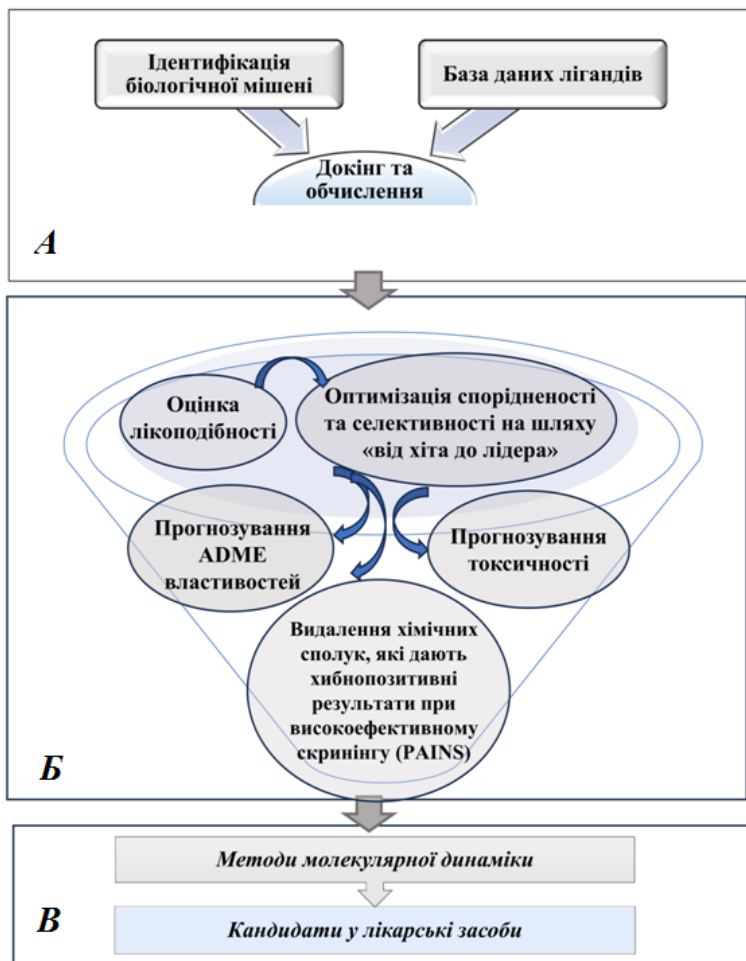 Ідентифікація
біологічної мішені
База даних лігандів
Докінг та
обчислення
А
Оцінка
лікоподібності
Оптимізація спорідненості
та селективності на шляху
«від хіта до лідера»
Прогнозування
ADME
властивостей
Прогнозування
токсичності
Видалення хімічних
сполук, які дають
хибнопозитивні
результати при
високоефективному
скринінгу (PAINS)
Б
Методи молекулярної динаміки
Кандидати у лікарські засоби
В